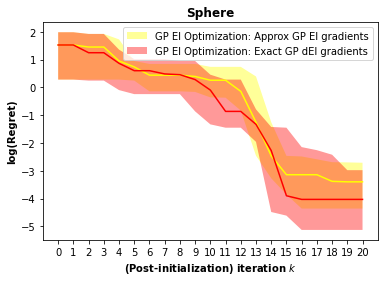 Sphere
GP EI Optimization: Approx GP EI gradients
GP EI Optimization: Exact GP dEI gradients
log(Regret)
2
1
0
−1
−2
−3
−4
−5
0 1 2 3 4 5 6 7 8 9 10 11 12 13 14 15 16 17 18 19 20
(Post-initialization) iteration k